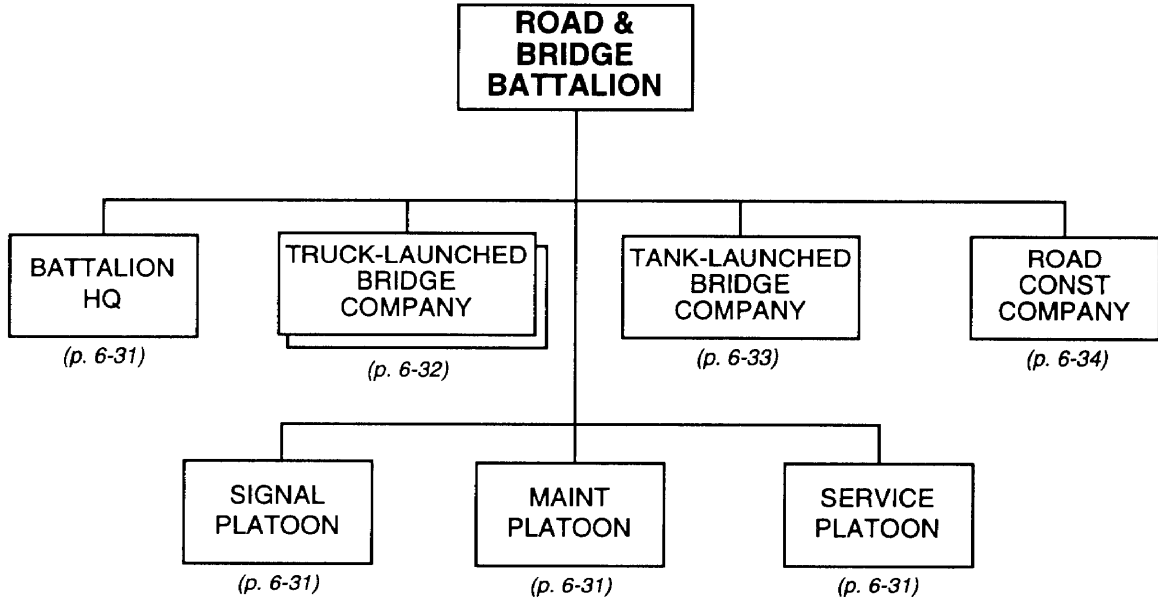 ROAD &
BRIDGE
BATTALION
BATTALION
HQ
(p. 6-31)
TRUCK-LAUNCHED
BRIDGE
COMPANY
(p. 6-32)
TANK-LAUNCHED
BRIDGE
COMPANY
(p. 6-33)
ROAD
CONST
COMPANY
(p. 6-34)
SIGNAL
PLATOON
(p. 6-31)
MAINT
PLATOON
(p. 6-31)
SERVICE
PLATOON
(p. 6-31)